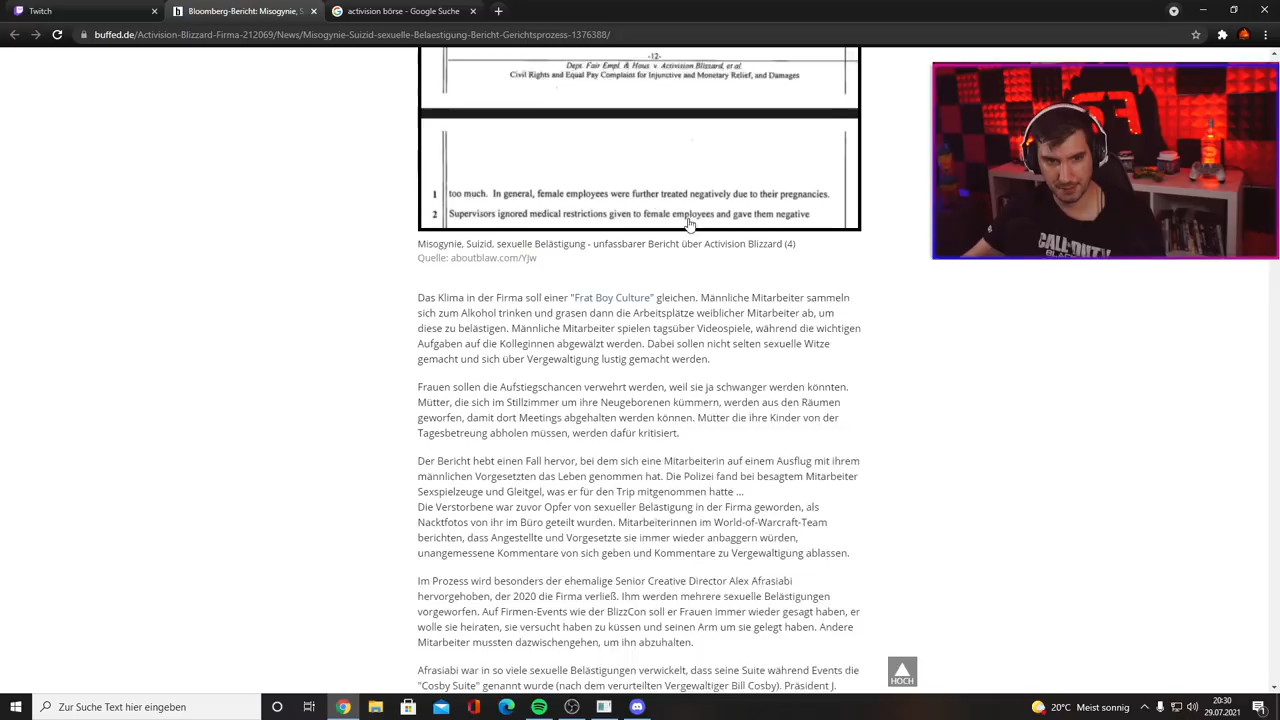 Twitch
Bloomberg-Bericht: Misogynie, S
activision börse - Google Suche
buffed.de/Activision-Blizzard-Firma-212069/News/Misogynie-Suizid-sexuelle-Belaestigung-Bericht-Gerichtsprozess-1376388/
-12-
Dept. Fair Empl. & Hous. v. Activision Blizzard, et al.
Civil Rights and Equal Pay Complaint for Injunctive and Monetary Relief, and Damages
1 too much. In general, female employees were further treated negatively due to their pregnancies.
2 Supervisors ignored medical restrictions given to female employees and gave them negative
Misogynie, Suizid, sexuelle Belästigung - unfassbarer Bericht über Activision Blizzard (4)
Quelle: aboutblaw.com/YJw
Das Klima in der Firma soll einer "Frat Boy Culture" gleichen. Männliche Mitarbeiter sammeln
sich zum Alkohol trinken und grasen dann die Arbeitsplätze weiblicher Mitarbeiter ab, um
diese zu belästigen. Männliche Mitarbeiter spielen tagsüber Videospiele, während die wichtigen
Aufgaben auf die Kolleginnen abgewälzt werden. Dabei sollen nicht selten sexuelle Witze
gemacht und sich über Vergewaltigung lustig gemacht werden.
Frauen sollen die Aufstiegschancen verwehrt werden, weil sie ja schwanger werden könnten.
Mütter, die sich im Stillzimmer um ihre Neugeborenen kümmern, werden aus den Räumen
geworfen, damit dort Meetings abgehalten werden können. Mütter die ihre Kinder von der
Tagesbetreung abholen müssen, werden dafür kritisiert.
Der Bericht hebt einen Fall hervor, bei dem sich eine Mitarbeiterin auf einem Ausflug mit ihrem
männlichen Vorgesetzten das Leben genommen hat. Die Polizei fand bei besagtem Mitarbeiter
Sexspielzeuge und Gleitgel, was er für den Trip mitgenommen hatte ...
Die Verstorbene war zuvor Opfer von sexueller Belästigung in der Firma geworden, als
Nacktfotos von ihr im Büro geteilt wurden. Mitarbeiterinnen im World-of-Warcraft-Team
berichten, dass Angestellte und Vorgesetzte sie immer wieder anbaggern würden,
unangemessene Kommentare von sich geben und Kommentare zu Vergewaltigung ablassen.
Im Prozess wird besonders der ehemalige Senior Creative Director Alex Afrasiabi
hervorgehoben, der 2020 die Firma verließ. Ihm werden mehrere sexuelle Belästigungen
vorgeworfen. Auf Firmen-Events wie der BlizzCon soll er Frauen immer wieder gesagt haben, er
wolle sie heiraten, sie versucht haben zu küssen und seinen Arm um sie gelegt haben. Andere
Mitarbeiter mussten dazwischengehen, um ihn abzuhalten.
Afrasiabi war in so viele sexuelle Belästigungen verwickelt, dass seine Suite während Events die
"Cosby Suite" genannt wurde (nach dem verurteilten Vergewaltiger Bill Cosby). Präsident J.
HOCH
CALL OF DUTY
Zur Suche Text hier eingeben
20°C Meist sonnig
20:30
29.07.2021